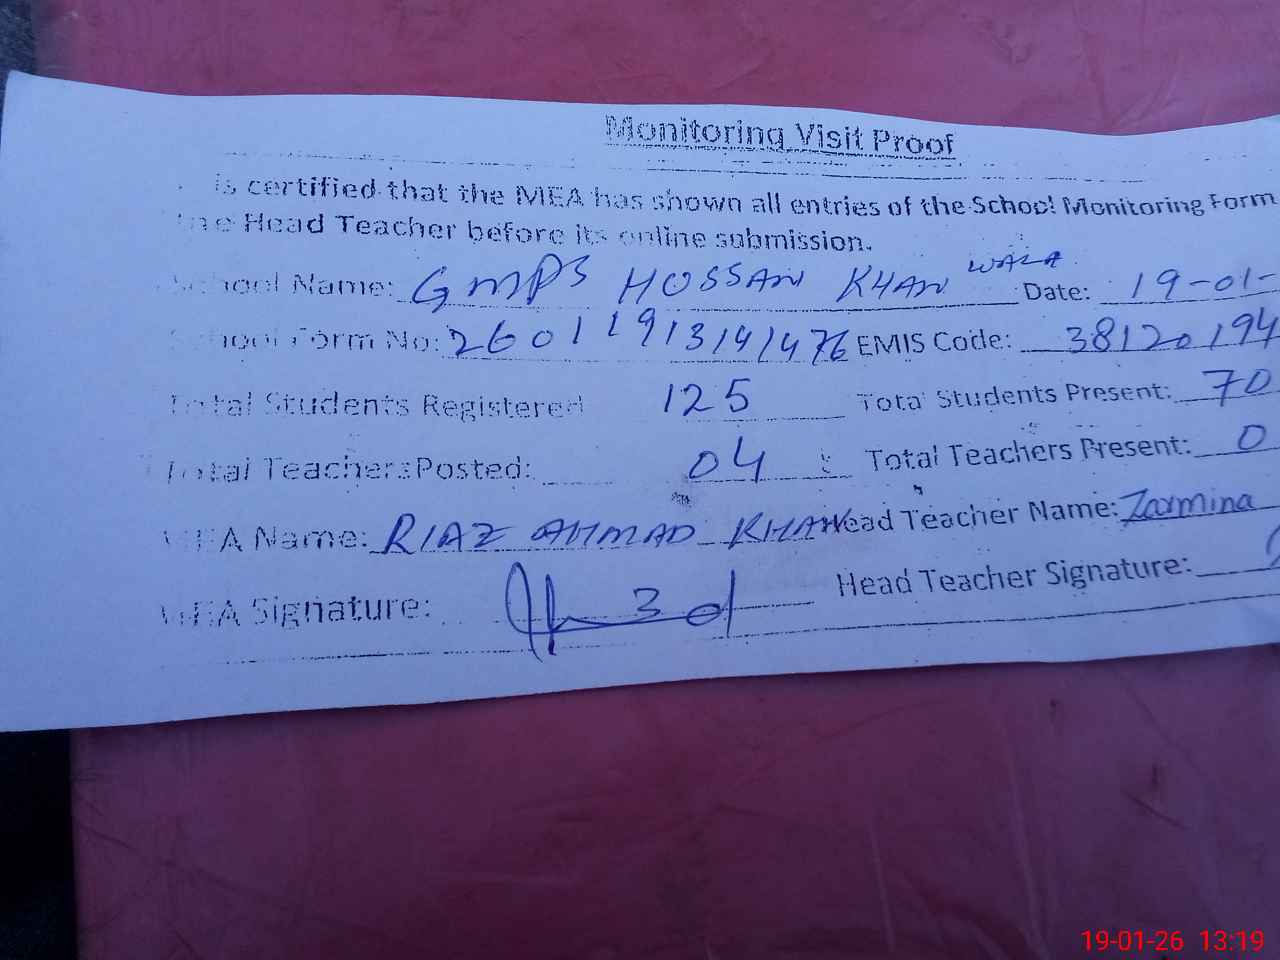 Monitoring Visit Proof
is certified that the MEA has shown all entries of the School Monitoring Form
the Head Teacher before its online submission.
School Name: GMPS HOSSAN KHAN WALA Date: 19-01-
School Form No: 26011913141476 EMIS Code: 38120194
Total Students Registered 125 Total Students Present: 70
Total Teachers Posted: 04 Total Teachers Present: 0
MEA Name: RIAZ AHMAD KHAN Head Teacher Name: Zarmina
MEA Signature: Head Teacher Signature:
19-01-26 13:19